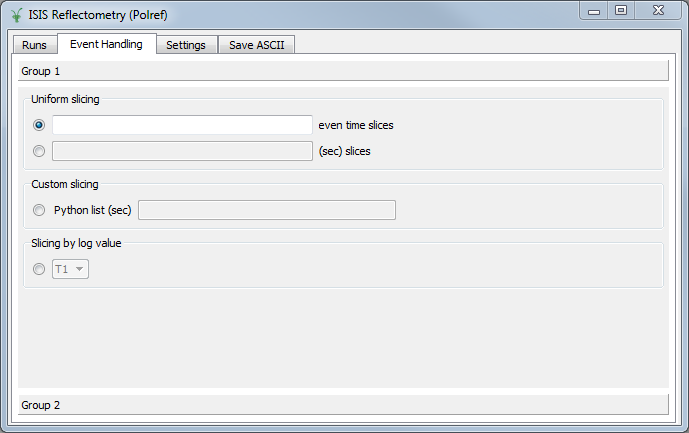 ISIS Reflectometry (Polref)
Runs Event Handling Settings Save ASCII
Group 1
Uniform slicing
even time slices
(sec) slices
Custom slicing
Python list (sec)
Slicing by log value
T1
Group 2